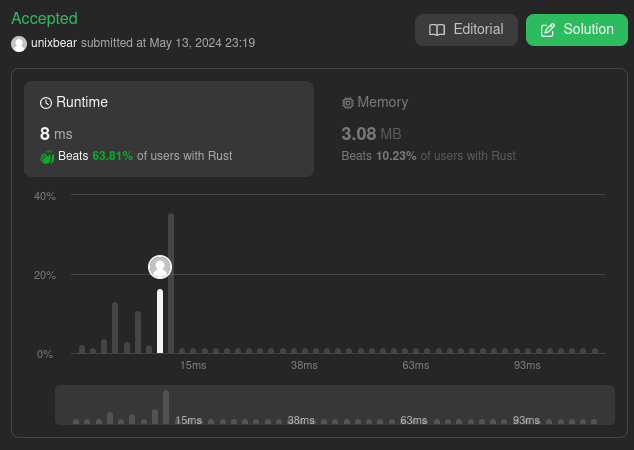 Accepted
Editorial
Solution
unixbear submitted at May 13, 2024 23:19
Runtime
Memory
8 ms
3.08 MB
Beats 63.81% of users with Rust
Beats 10.23% of users with Rust
40%
20%
0%
15ms 38ms 63ms 93ms
15ms 38ms 63ms 93ms